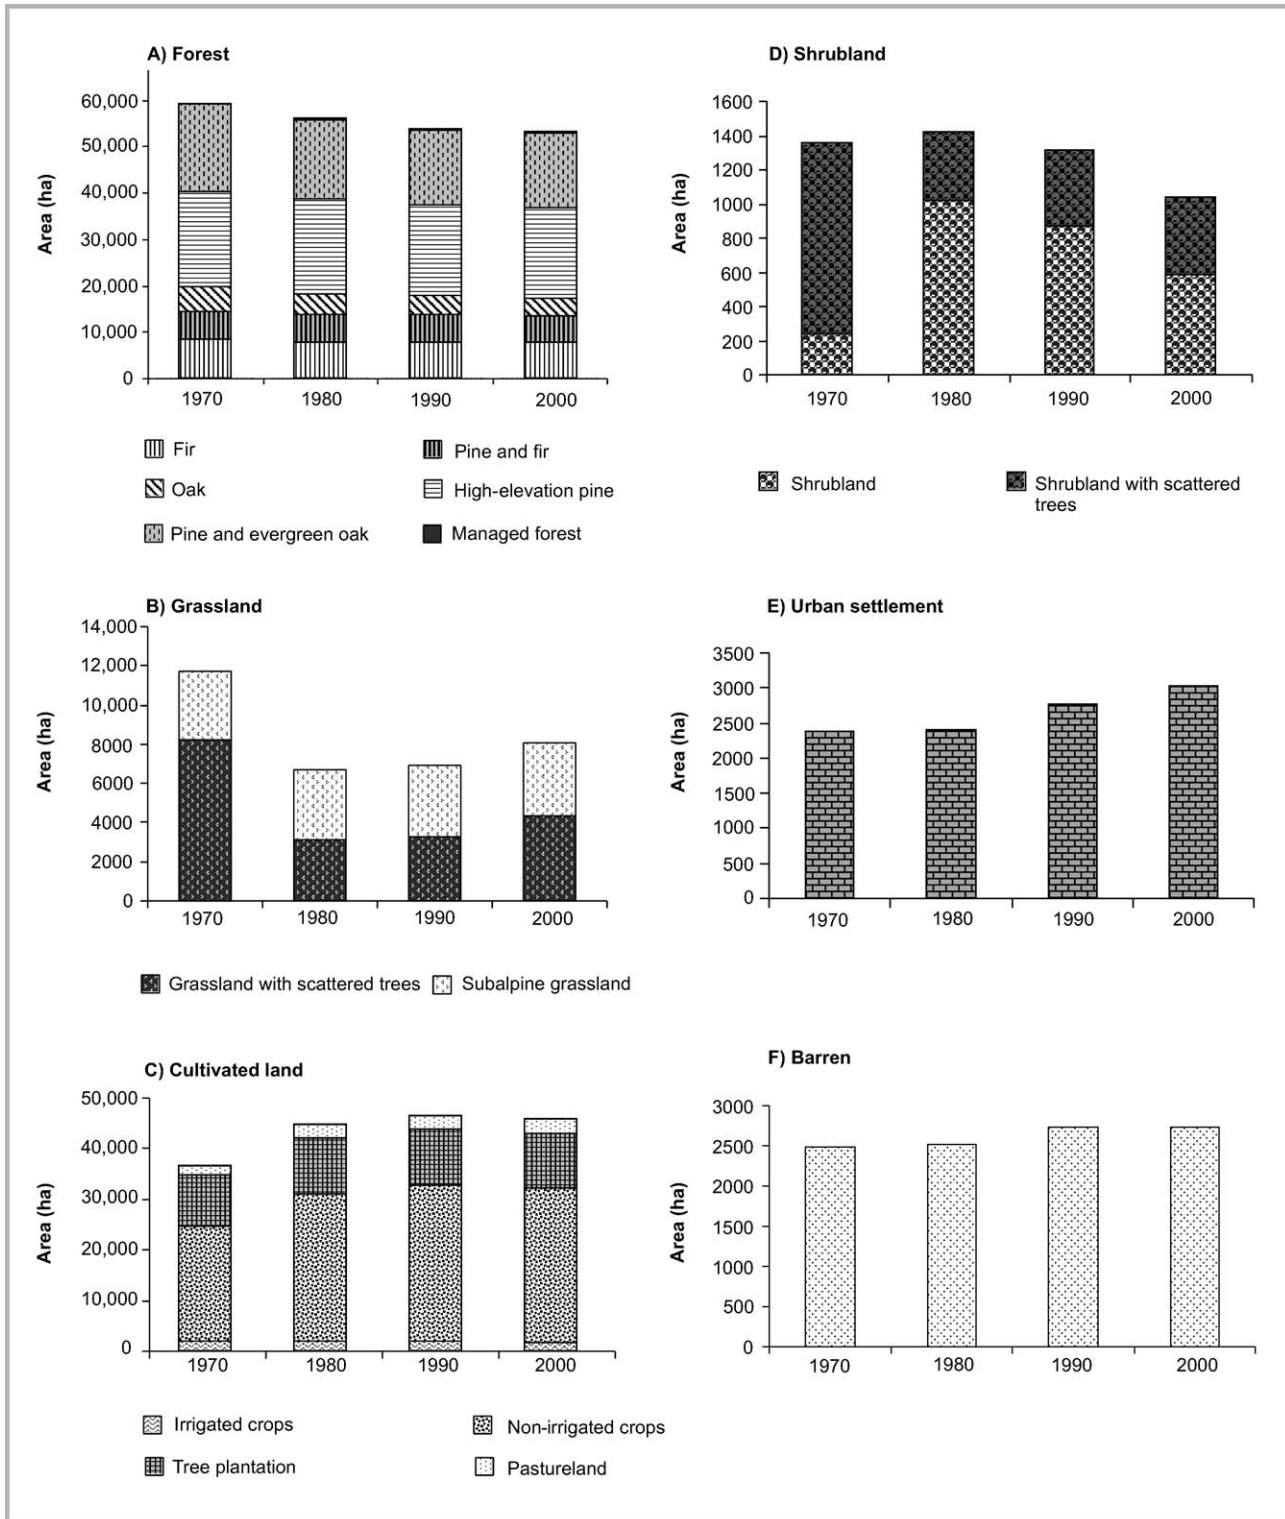 A) Forest
Area (ha)
60,000
50,000
40,000
30,000
20,000
10,000
0
1970 1980 1990 2000
Fir
Pine and fir
Oak
High-elevation pine
Pine and evergreen oak
Managed forest
B) Grassland
Area (ha)
14,000
12,000
10,000
8000
6000
4000
2000
0
1970 1980 1990 2000
Grassland with scattered trees
Subalpine grassland
C) Cultivated land
Area (ha)
50,000
40,000
30,000
20,000
10,000
0
1970 1980 1990 2000
Irrigated crops
Non-irrigated crops
Tree plantation
Pastureland
D) Shrubland
Area (ha)
1600
1400
1200
1000
800
600
400
200
0
1970 1980 1990 2000
Shrubland
Shrubland with scattered
trees
E) Urban settlement
Area (ha)
3500
3000
2500
2000
1500
1000
500
0
1970 1980 1990 2000
F) Barren
Area (ha)
3000
2500
2000
1500
1000
500
0
1970 1980 1990 2000